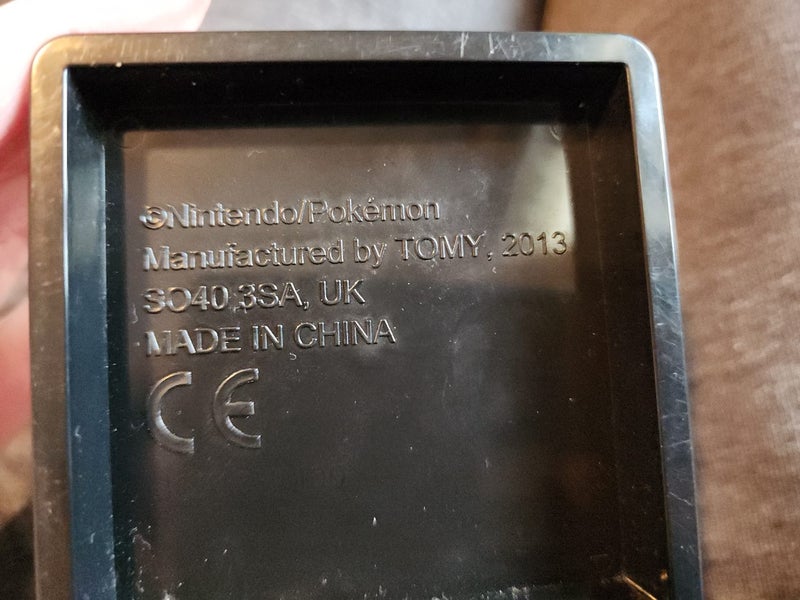 ©Nintendo/Pokémon
Manufactured by TOMY, 2013
SO40 3SA, UK
MADE IN CHINA
CE